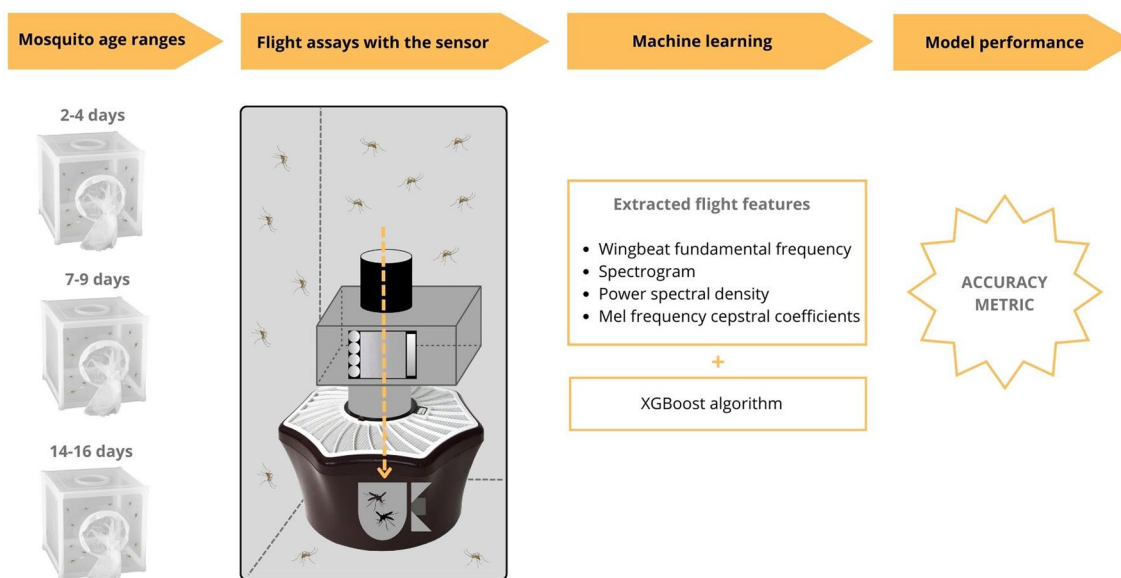 Mosquito age ranges
Flight assays with the sensor
Machine learning
Model performance
2-4 days
7-9 days
14-16 days
Extracted flight features
• Wingbeat fundamental frequency
• Spectrogram
• Power spectral density
• Mel frequency cepstral coefficients
+
XGBoost algorithm
ACCURACY
METRIC